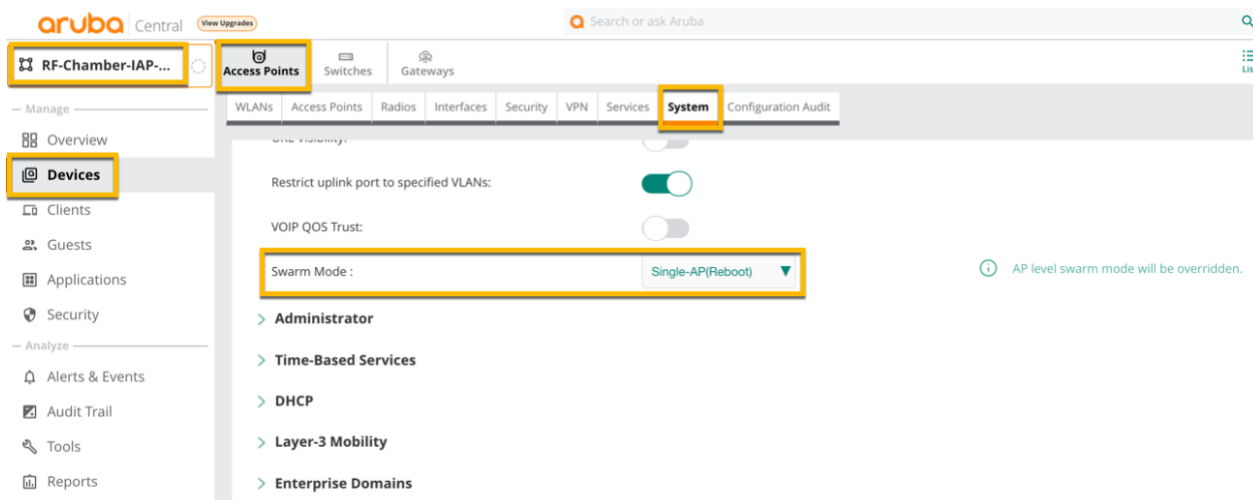 aruba Central View Upgrades
Search or ask Aruba
RF-Chamber-IAP-...
Access Points Switches Gateways
WLANs Access Points Radios Interfaces Security VPN Services System Configuration Audit
Manage
Overview
Devices
Clients
Guests
Applications
Security
Analyze
Alerts & Events
Audit Trail
Tools
Reports
URL Visibility:
Restrict uplink port to specified VLANs:
VOIP QOS Trust:
Swarm Mode : Single-AP(Reboot)
AP level swarm mode will be overridden.
Administrator
Time-Based Services
DHCP
Layer-3 Mobility
Enterprise Domains